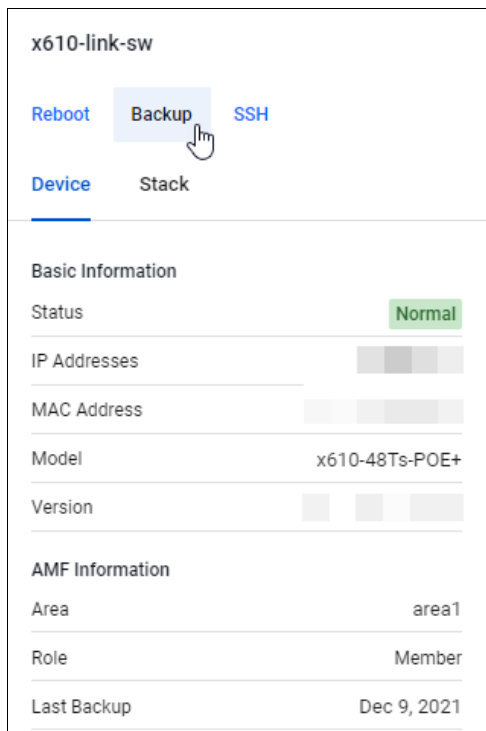 x610-link-sw
Reboot Backup SSH
Device Stack
Basic Information
Status Normal
IP Addresses
MAC Address
Model x610-48Ts-POE+
Version
AMF Information
Area area1
Role Member
Last Backup Dec 9, 2021